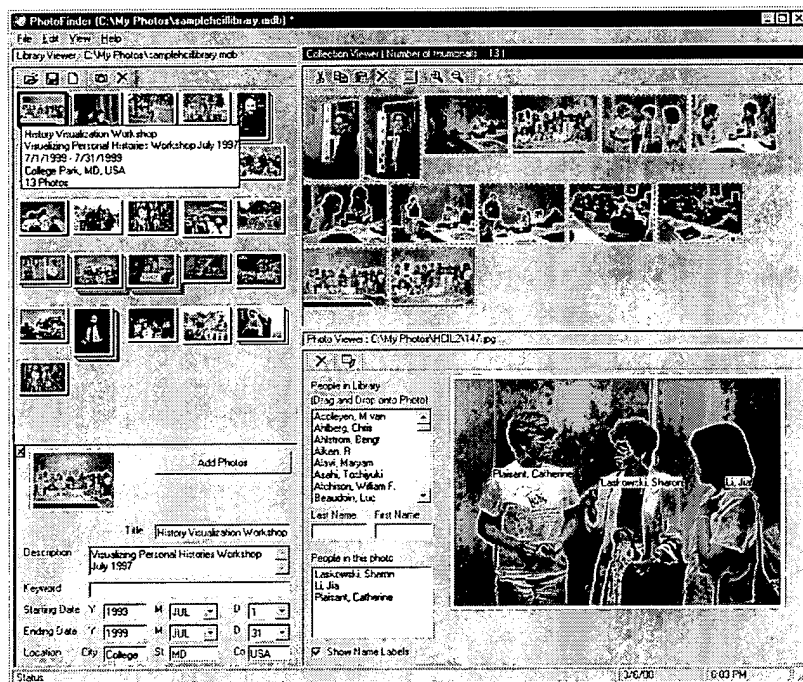 PhotoFinder (C:\My Photos\samplehcillibrary.mdb) *
File Edit View Help
Library Viewer : C:\My Photos\samplehcillibrary.mdb
Collection Viewer ( Number of thumbnails : 13 )
History Visualization Workshop
Visualizing Personal Histories Workshop July 1997
7/1/1999 - 7/31/1999
College Park, MD, USA
13 Photos
Photo Viewer : C:\My Photos\HCIL2\147.jpg
People in Library
(Drag and Drop onto Photo)
Appleyen, M van
Ahlberg, Chris
Ahlstrom, Bengt
Aiken, R
Alavi, Maryam
Asahi, Toshiyuki
Atchison, William F.
Beaudoin, Luc
Last Name First Name
People in this photo
Laskowski, Sharon
Li, Jia
Plaisant, Catherine
Show Name Labels
Plaisant, Catherine
Laskowski, Sharon
Li, Jia
Add Photos
Title History Visualization Workshop
Description Visualizing Personal Histories Workshop
July 1997
Keyword
Starting Date Y 1999 M JUL D 1
Ending Date Y 1999 M JUL D 31
Location City College St MD Co USA
Status
3/6/00 6:03 PM